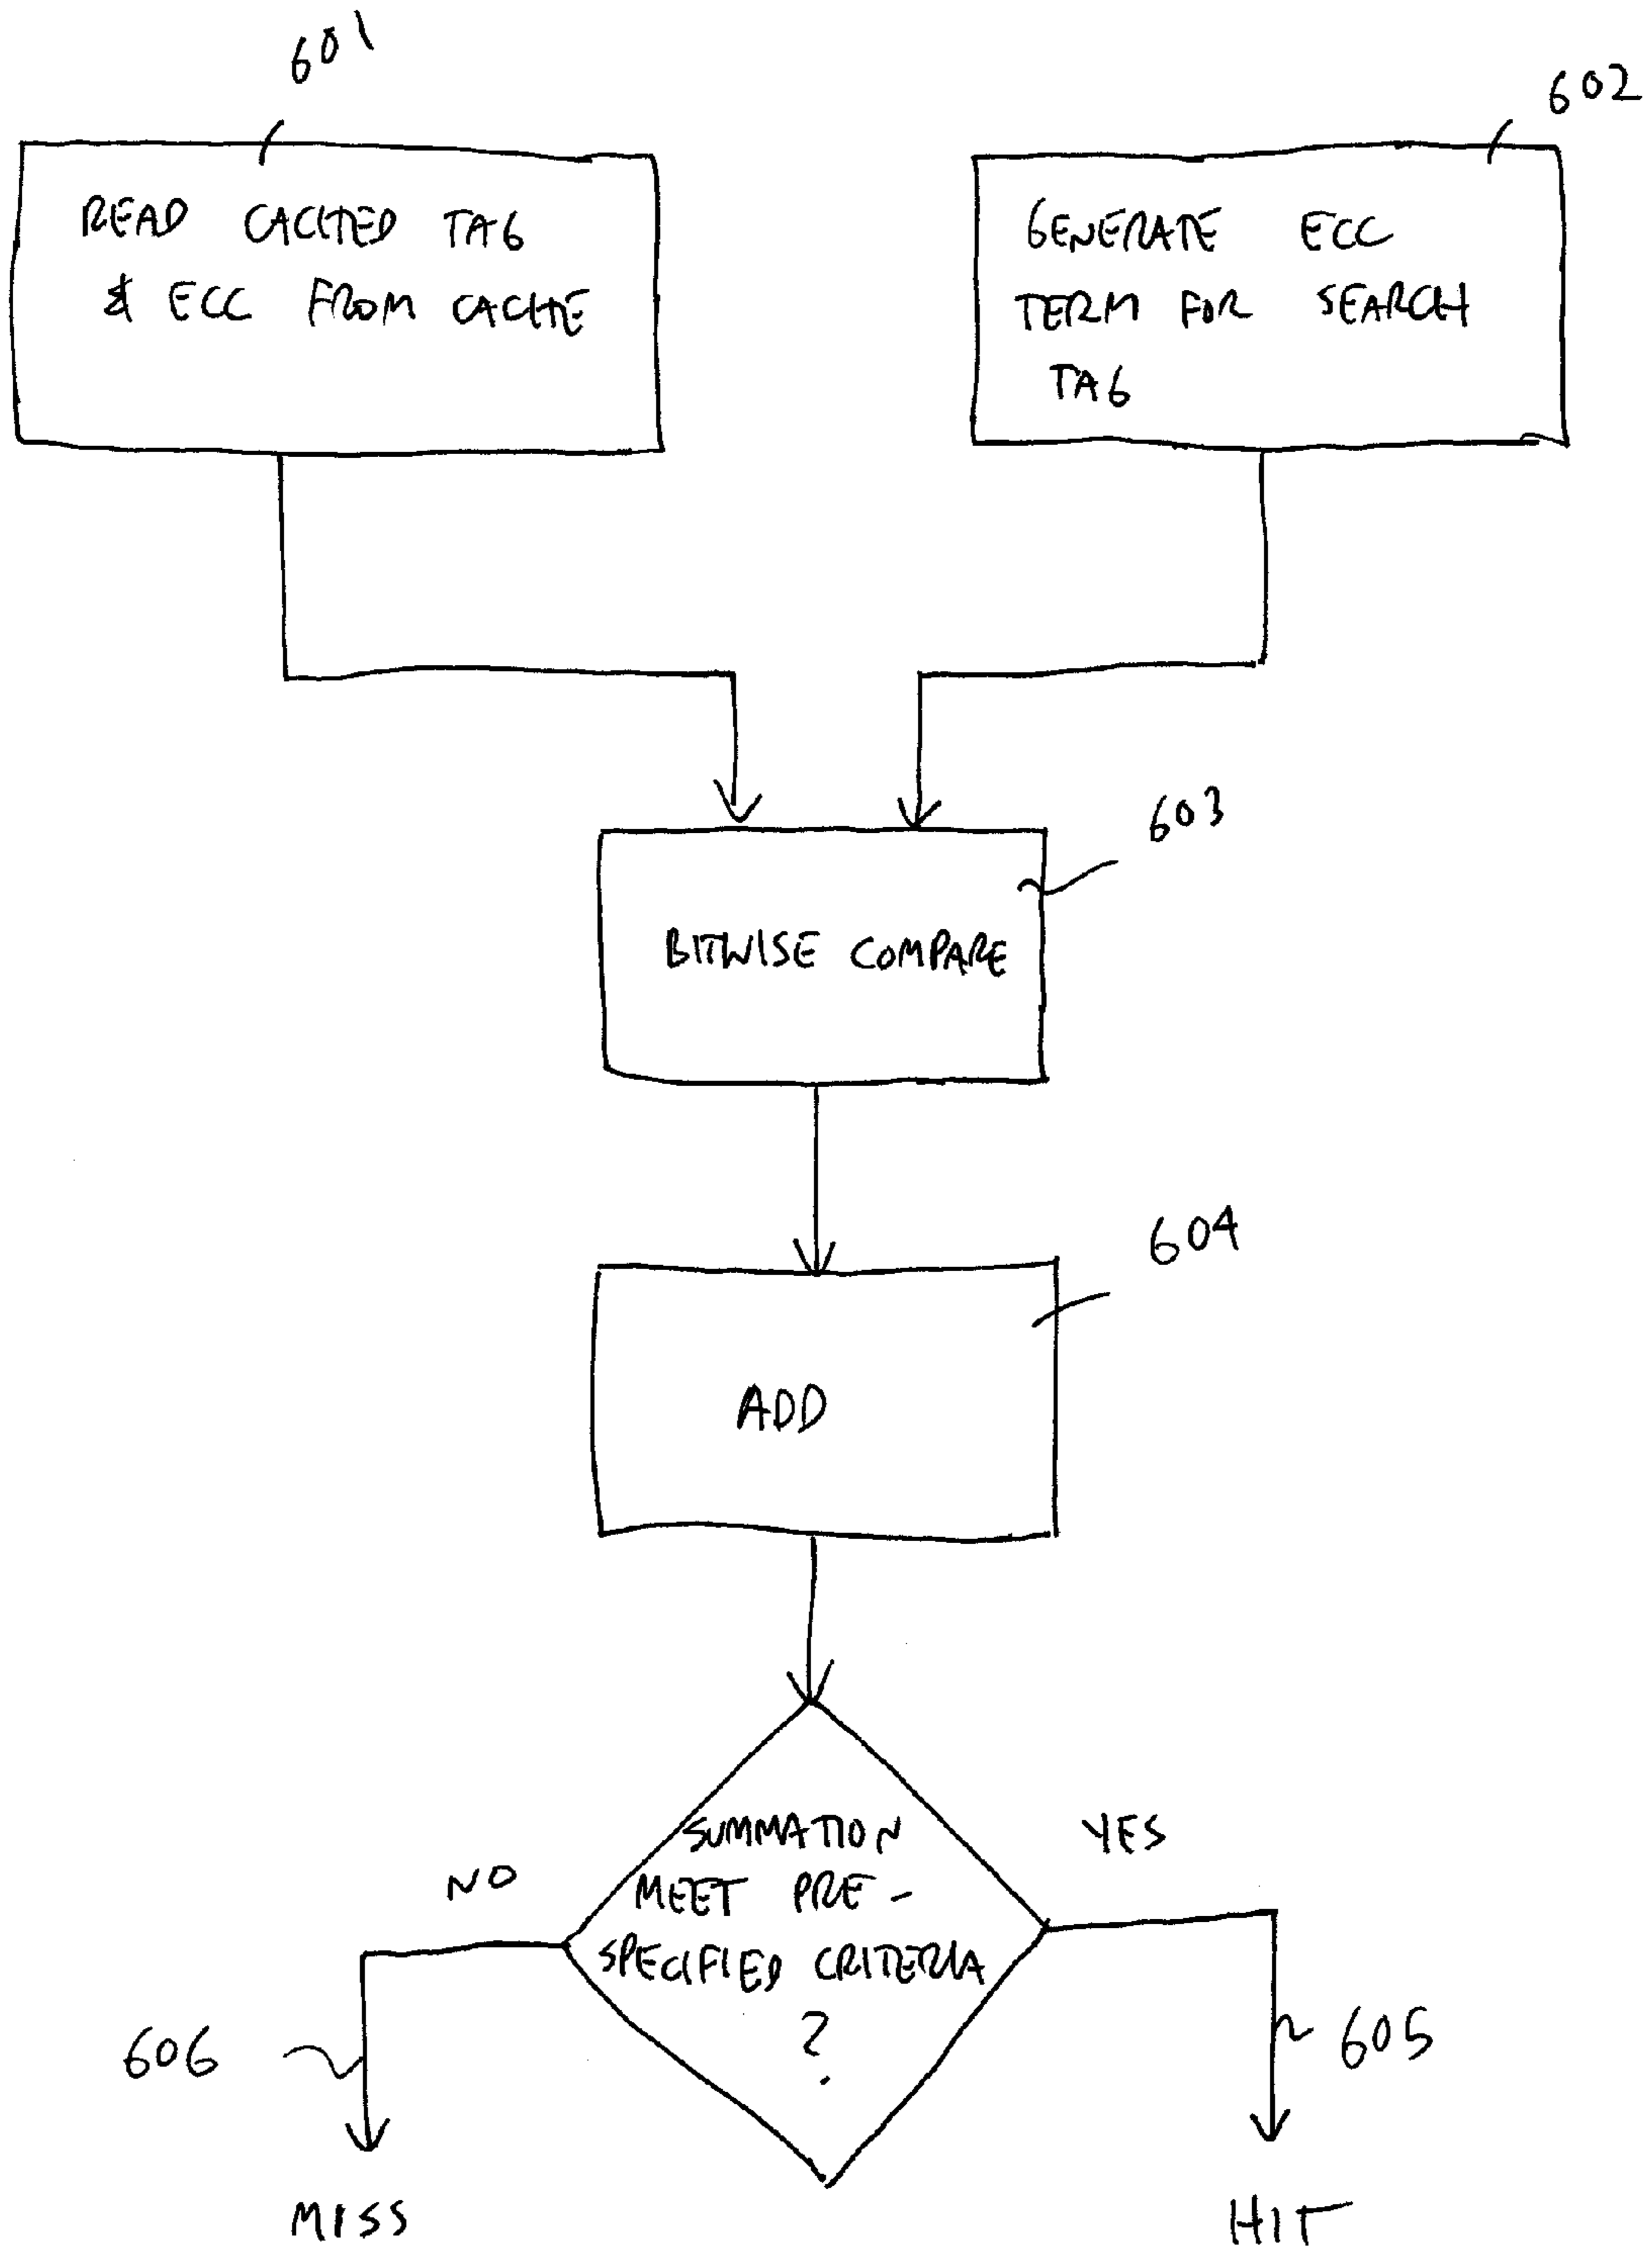 601
602
READ CACHED TAG
& ECC FROM CACHE
GENERATE ECC
TERM FOR SEARCH
TAG
603
BITWISE COMPARE
604
ADD
SUMMATION
MEET PRE-
SPECIFIED CRITERIA
?
NO
YES
606
605
MISS
HIT